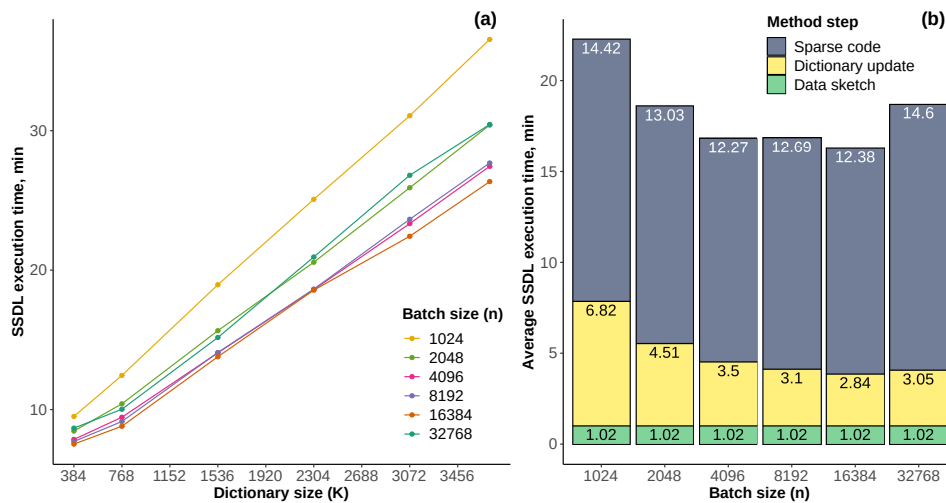 (a)
SSDL execution time, min
30
20
10
384 768 1152 1536 1920 2304 2688 3072 3456
Dictionary size (K)
Batch size (n)
1024
2048
4096
8192
16384
32768
(b)
Method step
Sparse code
Dictionary update
Data sketch
Average SSDL execution time, min
20
15
10
5
0
14.42 13.03 12.27 12.69 12.38 14.6
6.82 4.51 3.5 3.1 2.84 3.05
1.02 1.02 1.02 1.02 1.02 1.02
1024 2048 4096 8192 16384 32768
Batch size (n)